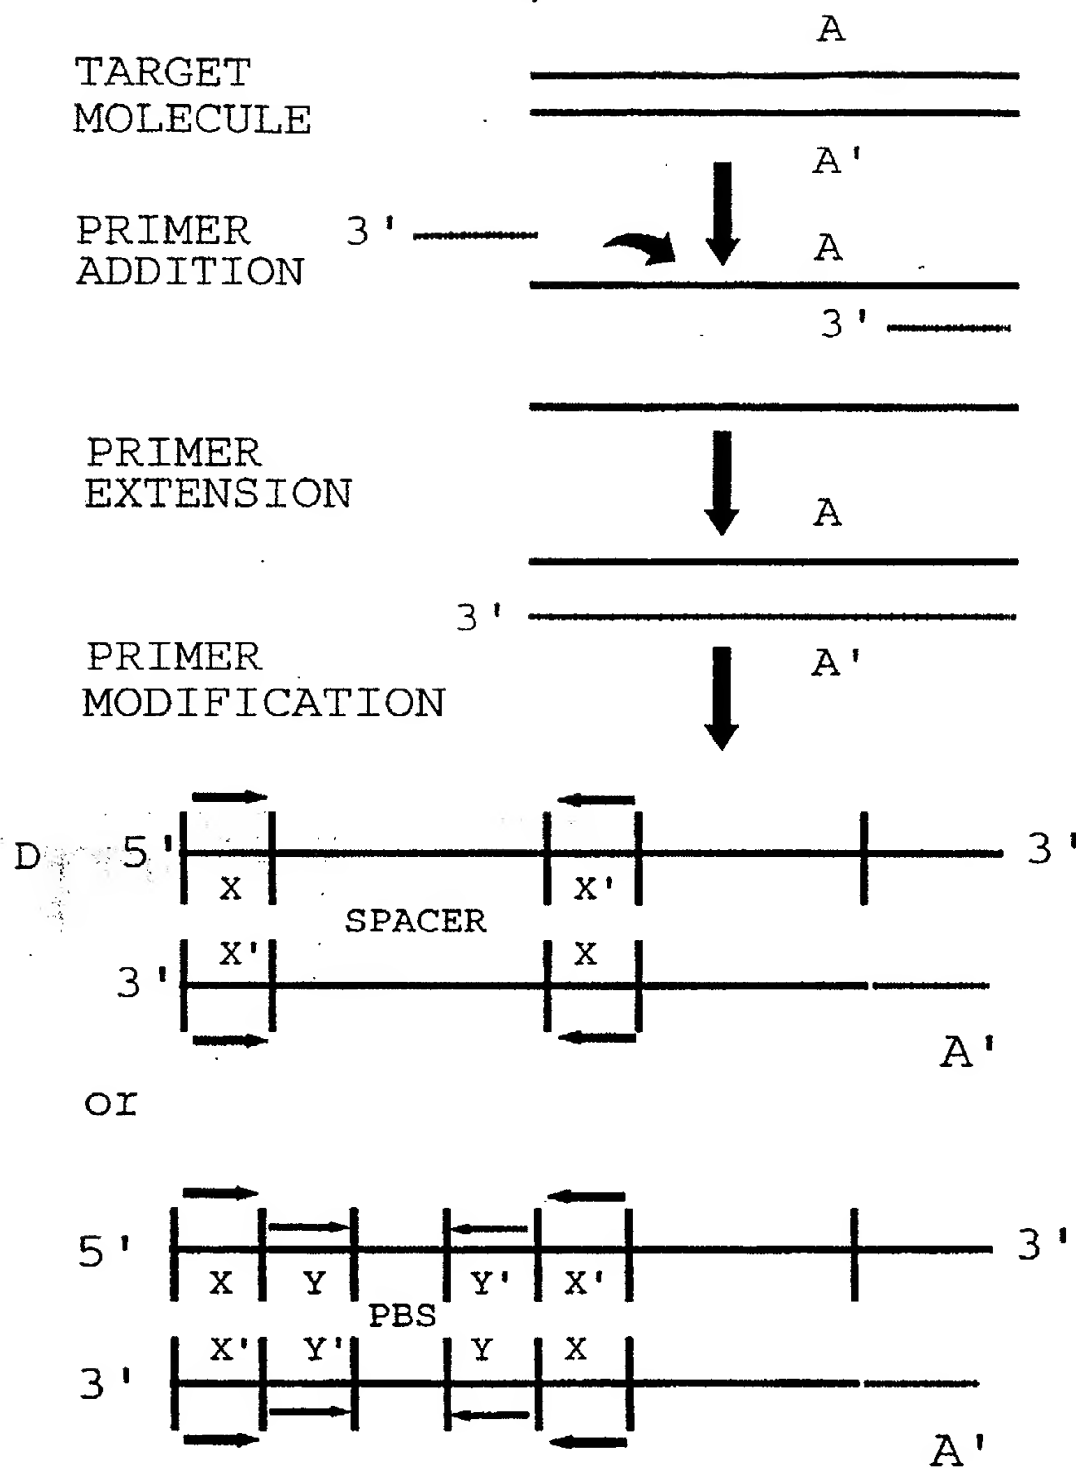 A
TARGET
MOLECULE
A'
PRIMER
ADDITION
3'
A
3'
PRIMER
EXTENSION
A
3'
PRIMER
MODIFICATION
A'
D 5' 3'
X X'
SPACER
X' X
3'
A'
or
5' 3'
X Y Y' X'
PBS
X' Y' Y X
3'
A'